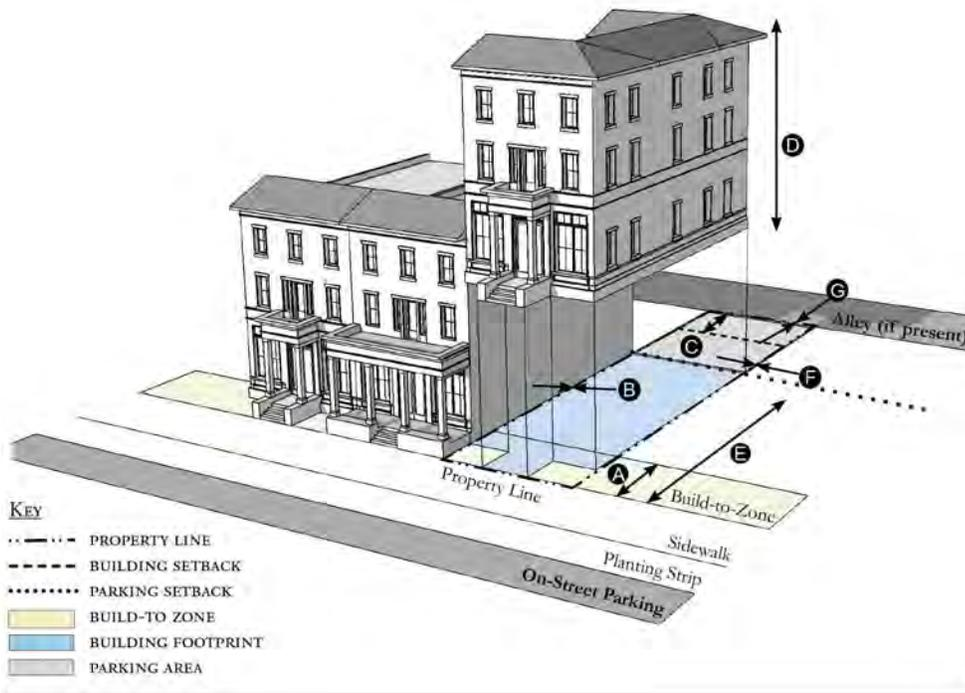 D
G
Alley (if present)
C
F
B
E
A
Property Line
Build-to-Zone
Sidewalk
Planting Strip
On-Street Parking
KEY
PROPERTY LINE
BUILDING SETBACK
PARKING SETBACK
BUILD-TO ZONE
BUILDING FOOTPRINT
PARKING AREA